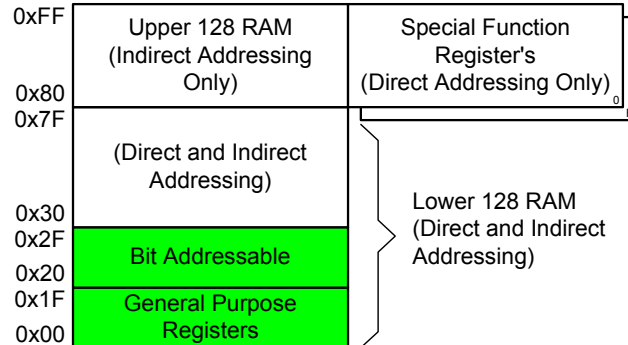 0xFF
Upper 128 RAM
(Indirect Addressing
Only)
0x80
Special Function
Register's
(Direct Addressing Only)
0
0x7F
(Direct and Indirect
Addressing)
0x30
Lower 128 RAM
(Direct and Indirect
Addressing)
0x2F
Bit Addressable
0x20
0x1F
General Purpose
Registers
0x00